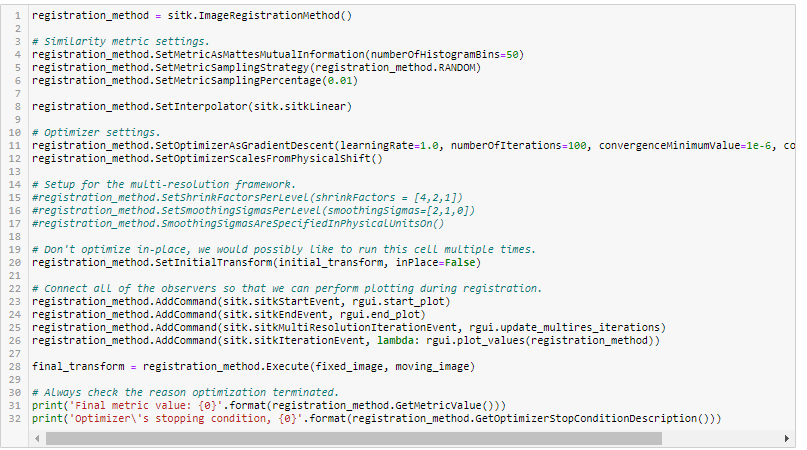 1 registration_method = sitk.ImageRegistrationMethod()
2
3 # Similarity metric settings.
4 registration_method.SetMetricAsMattesMutualInformation(numberOfHistogramBins=50)
5 registration_method.SetMetricSamplingStrategy(registration_method.RANDOM)
6 registration_method.SetMetricSamplingPercentage(0.01)
7
8 registration_method.SetInterpolator(sitk.sitkLinear)
9
10 # Optimizer settings.
11 registration_method.SetOptimizerAsGradientDescent(learningRate=1.0, numberOfIterations=100, convergenceMinimumValue=1e-6, co
12 registration_method.SetOptimizerScalesFromPhysicalShift()
13
14 # Setup for the multi-resolution framework.
15 #registration_method.SetShrinkFactorsPerLevel(shrinkFactors = [4,2,1])
16 #registration_method.SetSmoothingSigmasPerLevel(smoothingSigmas=[2,1,0])
17 #registration_method.SmoothingSigmasAreSpecifiedInPhysicalUnitsOn()
18
19 # Don't optimize in-place, we would possibly like to run this cell multiple times.
20 registration_method.SetInitialTransform(initial_transform, inPlace=False)
21
22 # Connect all of the observers so that we can perform plotting during registration.
23 registration_method.AddCommand(sitk.sitkStartEvent, rgui.start_plot)
24 registration_method.AddCommand(sitk.sitkEndEvent, rgui.end_plot)
25 registration_method.AddCommand(sitk.sitkMultiResolutionIterationEvent, rgui.update_multires_iterations)
26 registration_method.AddCommand(sitk.sitkIterationEvent, lambda: rgui.plot_values(registration_method))
27
28 final_transform = registration_method.Execute(fixed_image, moving_image)
29
30 # Always check the reason optimization terminated.
31 print('Final metric value: {0}'.format(registration_method.GetMetricValue()))
32 print('Optimizer\'s stopping condition, {0}'.format(registration_method.GetOptimizerStopConditionDescription()))